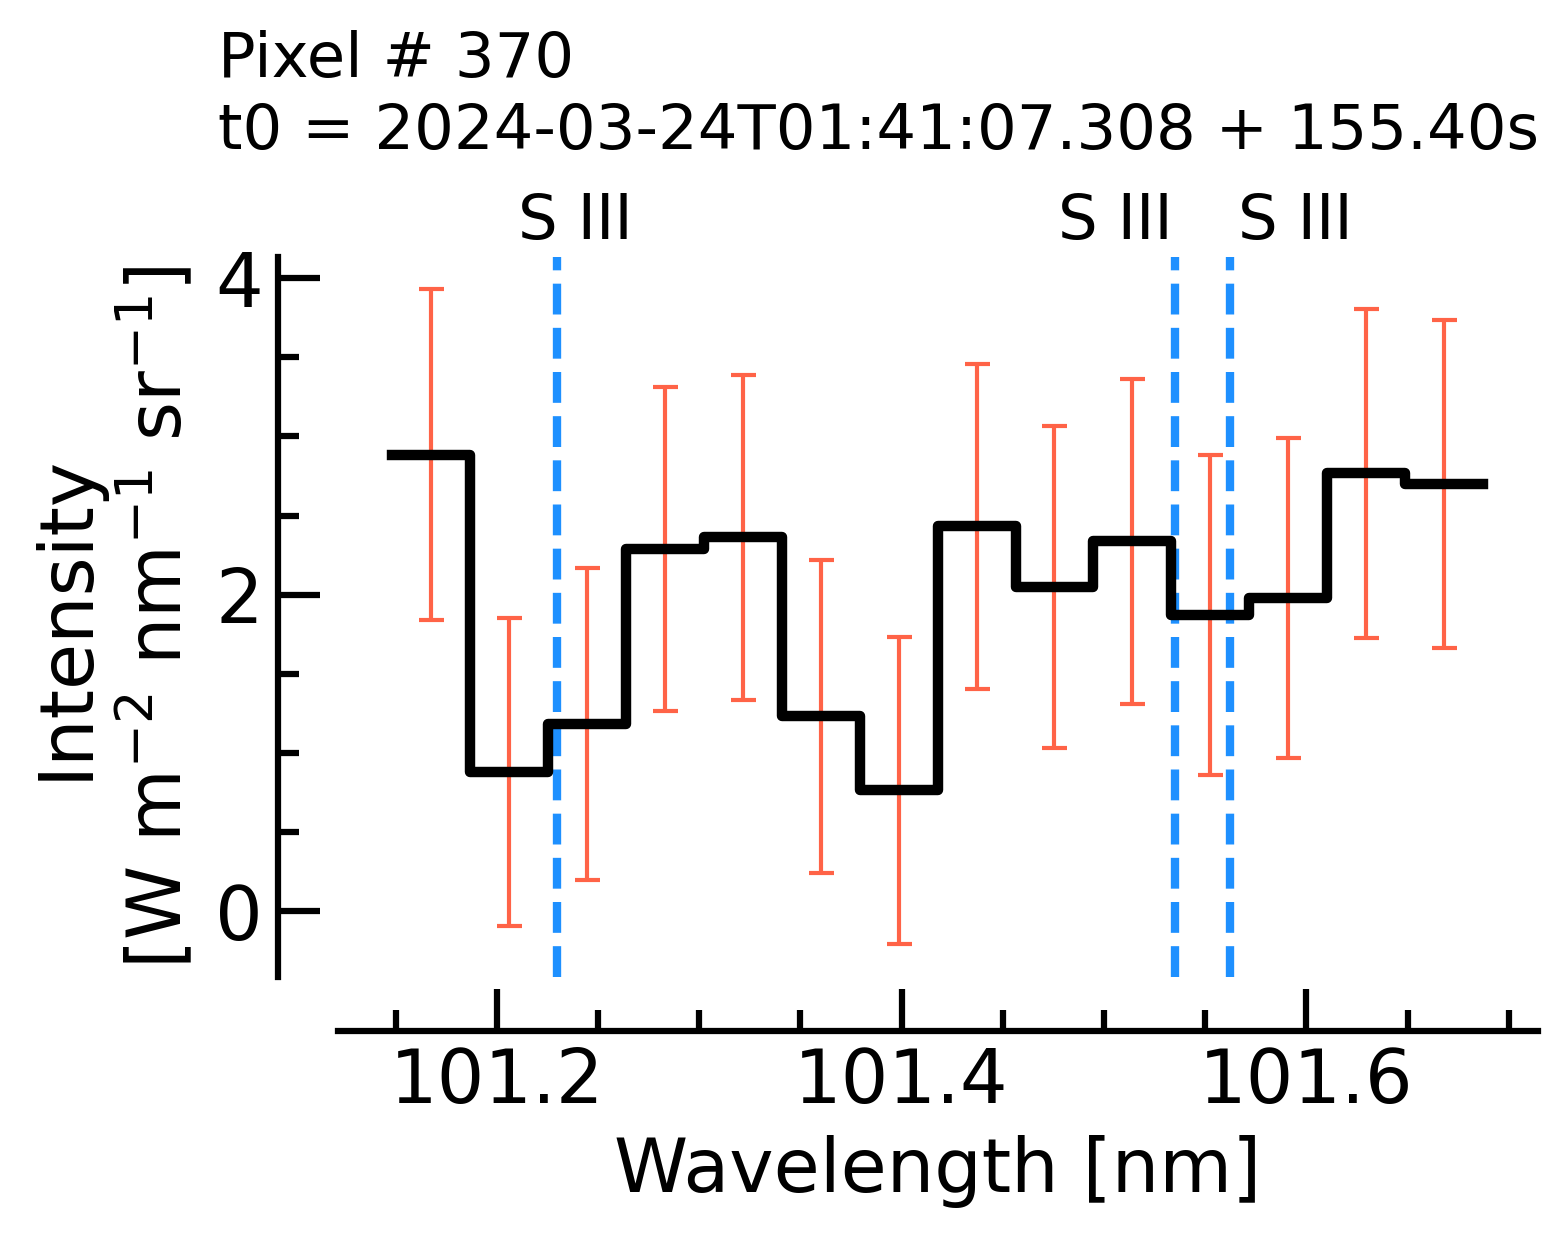 Pixel # 370
t0 = 2024-03-24T01:41:07.308 + 155.40s
S III S III S III
4
2
0
Intensity
[W m⁻² nm⁻¹ sr⁻¹]
101.2 101.4 101.6
Wavelength [nm]